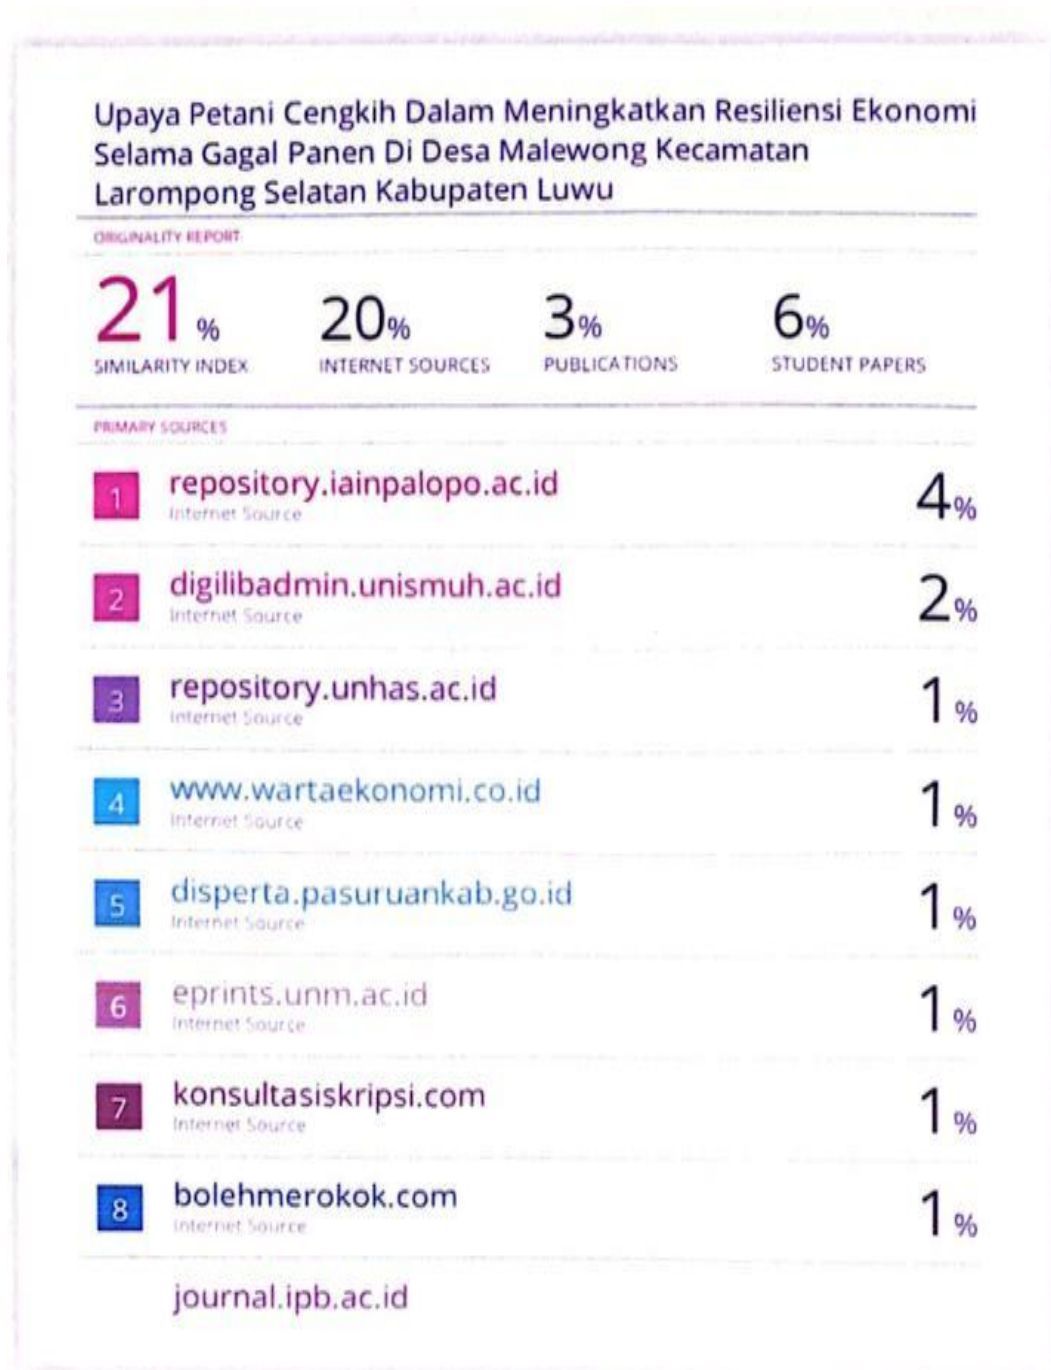 Upaya Petani Cengkih Dalam Meningkatkan Resiliensi Ekonomi
Selama Gagal Panen Di Desa Malewong Kecamatan
Larompong Selatan Kabupaten Luwu
ORIGINALITY REPORT
21% 20% 3% 6%
SIMILARITY INDEX INTERNET SOURCES PUBLICATIONS STUDENT PAPERS
PRIMARY SOURCES
1 repository.iainpalopo.ac.id 4%
Internet Source
2 digilibadmin.unismuh.ac.id 2%
Internet Source
3 repository.unhas.ac.id 1%
Internet Source
4 www.wartaekonomi.co.id 1%
Internet Source
5 disperta.pasuruankab.go.id 1%
Internet Source
6 eprints.unm.ac.id 1%
Internet Source
7 konsultasiskripsi.com 1%
Internet Source
8 bolehmerokok.com 1%
Internet Source
journal.ipb.ac.id